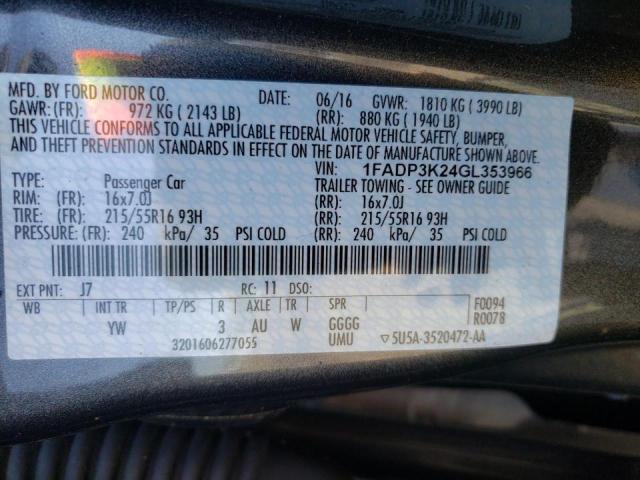 MFD. BY FORD MOTOR CO.
DATE: 06/16 GVWR: 1810 KG ( 3990 LB)
GAWR: (FR): 972 KG ( 2143 LB) (RR): 880 KG ( 1940 LB)
THIS VEHICLE CONFORMS TO ALL APPLICABLE FEDERAL MOTOR VEHICLE SAFETY, BUMPER,
AND THEFT PREVENTION STANDARDS IN EFFECT ON THE DATE OF MANUFACTURE SHOWN ABOVE.
VIN: 1FADP3K24GL353966
TYPE: Passenger Car TRAILER TOWING - SEE OWNER GUIDE
RIM: (FR): 16x7.0J (RR): 16x7.0J
TIRE: (FR): 215/55R16 93H (RR): 215/55R16 93H
PRESSURE: (FR): 240 kPa/ 35 PSI COLD (RR): 240 kPa/ 35 PSI COLD
EXT PNT: J7 RC: 11 DSO:
WB INT TR TP/PS R AXLE TR SPR F0094
YW 3 AU W GGGG R0078
3201606277055 UMU ▽5U5A-3520472-AA